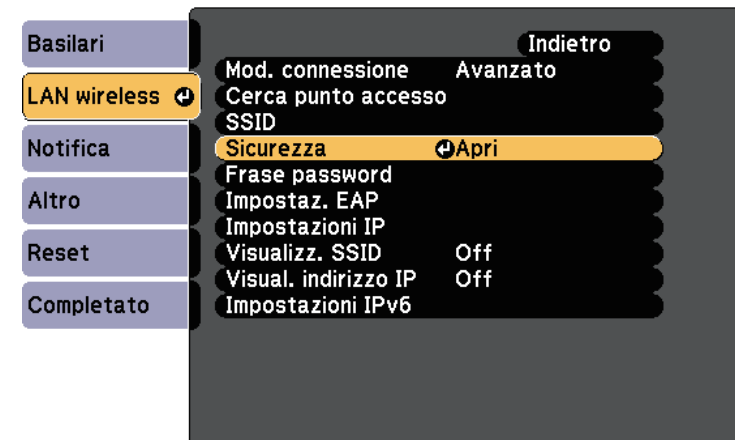 Basilari
LAN wireless
Notifica
Altro
Reset
Completato
Indietro
Mod. connessione Avanzato
Cerca punto accesso
SSID
Sicurezza Apri
Frase password
Impostaz. EAP
Impostazioni IP
Visualizz. SSID Off
Visual. indirizzo IP Off
Impostazioni IPv6